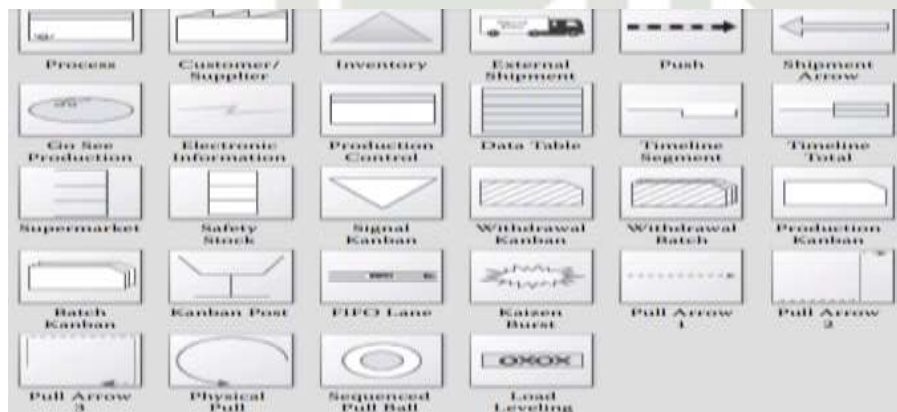 Process
Customer/
Supplier
Inventory
External
Shipment
Push
Shipment
Arrow
Go See
Production
Electronic
Information
Production
Control
Data Table
Timeline
Segment
Timeline
Total
Supermarket
Safety
Stock
Signal
Kanban
Withdrawal
Kanban
Withdrawal
Batch
Production
Kanban
Batch
Kanban
Kanban Post
FIFO Lane
Kaizen
Burst
Pull Arrow
1
Pull Arrow
2
Pull Arrow
3
Physical
Pull
Sequenced
Pull Ball
OXOX
Load
Leveling